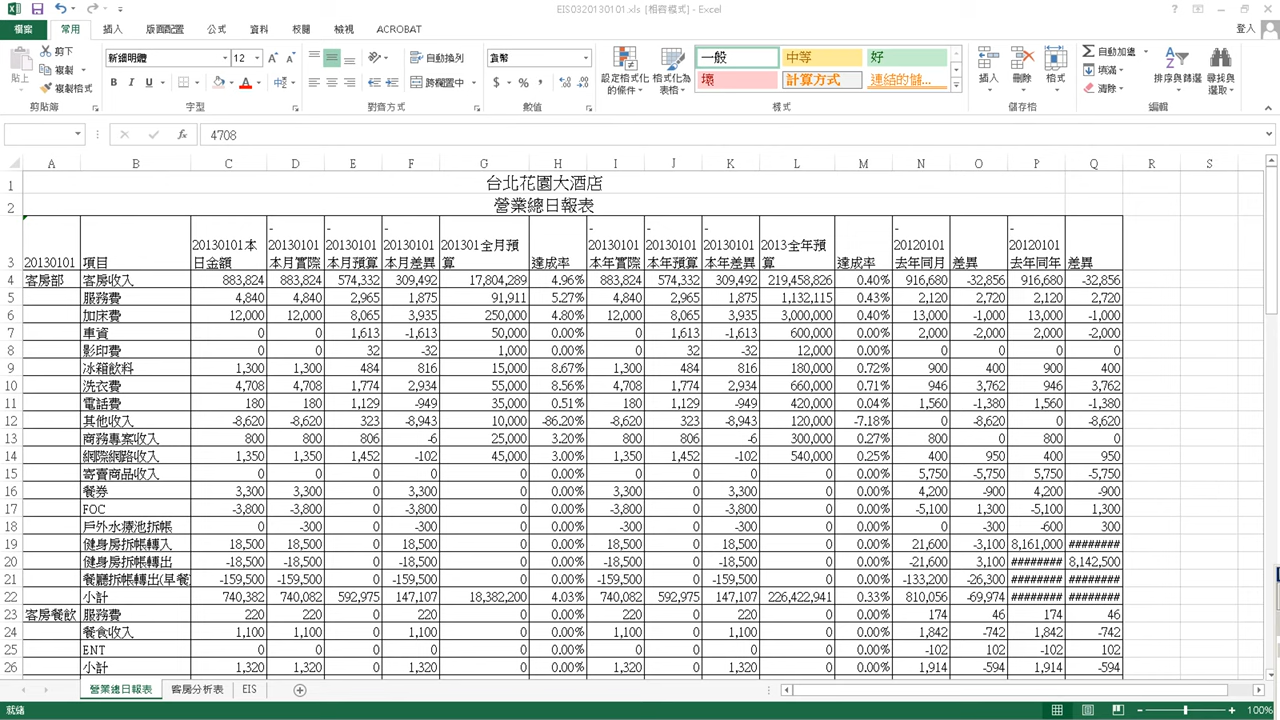 EIS0320130101.xls [相容模式] - Excel
檔案 常用 插入 版面配置 公式 資料 校閱 檢視 ACROBAT 登入
貼上 剪下 複製 複製格式 剪貼簿
新細明體 12 B I U A 字型
自動換列 跨欄置中 對齊方式
貨幣 $ % , 數值
設定格式化的條件 格式化為表格
一般 中等 好
壞 計算方式 連結的儲...
樣式
插入 刪除 格式 儲存格
自動加總 填滿 清除 排序與篩選 尋找與選取 編輯
fx 4708
A B C D E F G H I J K L M N O P Q R S
1 台北花園大酒店
2 營業總日報表
3 20130101 項目 20130101本日金額 -20130101本月實際 -20130101本月預算 -20130101本月差異 201301全月預算 達成率 -20130101本年實際 -20130101本年預算 -20130101本年差異 2013全年預算 達成率 -20120101去年同月 差異 -20120101去年同年 差異
4 客房部 客房收入 883,824 883,824 574,332 309,492 17,804,289 4.96% 883,824 574,332 309,492 219,458,826 0.40% 916,680 -32,856 916,680 -32,856
5 服務費 4,840 4,840 2,965 1,875 91,911 5.27% 4,840 2,965 1,875 1,132,115 0.43% 2,120 2,720 2,120 2,720
6 加床費 12,000 12,000 8,065 3,935 250,000 4.80% 12,000 8,065 3,935 3,000,000 0.40% 13,000 -1,000 13,000 -1,000
7 車資 0 0 1,613 -1,613 50,000 0.00% 0 1,613 -1,613 600,000 0.00% 2,000 -2,000 2,000 -2,000
8 影印費 0 0 32 -32 1,000 0.00% 0 32 -32 12,000 0.00% 0 0 0 0
9 冰箱飲料 1,300 1,300 484 816 15,000 8.67% 1,300 484 816 180,000 0.72% 900 400 900 400
10 洗衣費 4,708 4,708 1,774 2,934 55,000 8.56% 4,708 1,774 2,934 660,000 0.71% 946 3,762 946 3,762
11 電話費 180 180 1,129 -949 35,000 0.51% 180 1,129 -949 420,000 0.04% 1,560 -1,380 1,560 -1,380
12 其他收入 -8,620 -8,620 323 -8,943 10,000 -86.20% -8,620 323 -8,943 120,000 -7.18% 0 -8,620 0 -8,620
13 商務專案收入 800 800 806 -6 25,000 3.20% 800 806 -6 300,000 0.27% 800 0 800 0
14 網際網路收入 1,350 1,350 1,452 -102 45,000 3.00% 1,350 1,452 -102 540,000 0.25% 400 950 400 950
15 寄賣商品收入 0 0 0 0 0 0.00% 0 0 0 0 0.00% 5,750 -5,750 5,750 -5,750
16 餐券 3,300 3,300 0 3,300 0 0.00% 3,300 0 3,300 0 0.00% 4,200 -900 4,200 -900
17 FOC -3,800 -3,800 0 -3,800 0 0.00% -3,800 0 -3,800 0 0.00% -5,100 1,300 -5,100 1,300
18 戶外水療池拆帳 0 -300 0 -300 0 0.00% -300 0 -300 0 0.00% 0 -300 -600 300
19 健身房拆帳轉入 18,500 18,500 0 18,500 0 0.00% 18,500 0 18,500 0 0.00% 21,600 -3,100 8,161,000 ########
20 健身房拆帳轉出 -18,500 -18,500 0 -18,500 0 0.00% -18,500 0 -18,500 0 0.00% -21,600 3,100 ######## 8,142,500
21 餐廳拆帳轉出(早餐 -159,500 -159,500 0 -159,500 0 0.00% -159,500 0 -159,500 0 0.00% -133,200 -26,300 ######## ########
22 小計 740,382 740,082 592,975 147,107 18,382,200 4.03% 740,082 592,975 147,107 226,422,941 0.33% 810,056 -69,974 ######## ########
23 客房餐飲 服務費 220 220 0 220 0 0.00% 220 0 220 0 0.00% 174 46 174 46
24 餐食收入 1,100 1,100 0 1,100 0 0.00% 1,100 0 1,100 0 0.00% 1,842 -742 1,842 -742
25 ENT 0 0 0 0 0 0.00% 0 0 0 0 0.00% -102 102 -102 102
26 小計 1,320 1,320 0 1,320 0 0.00% 1,320 0 1,320 0 0.00% 1,914 -594 1,914 -594
營業總日報表 客房分析表 EIS
就緒 100%